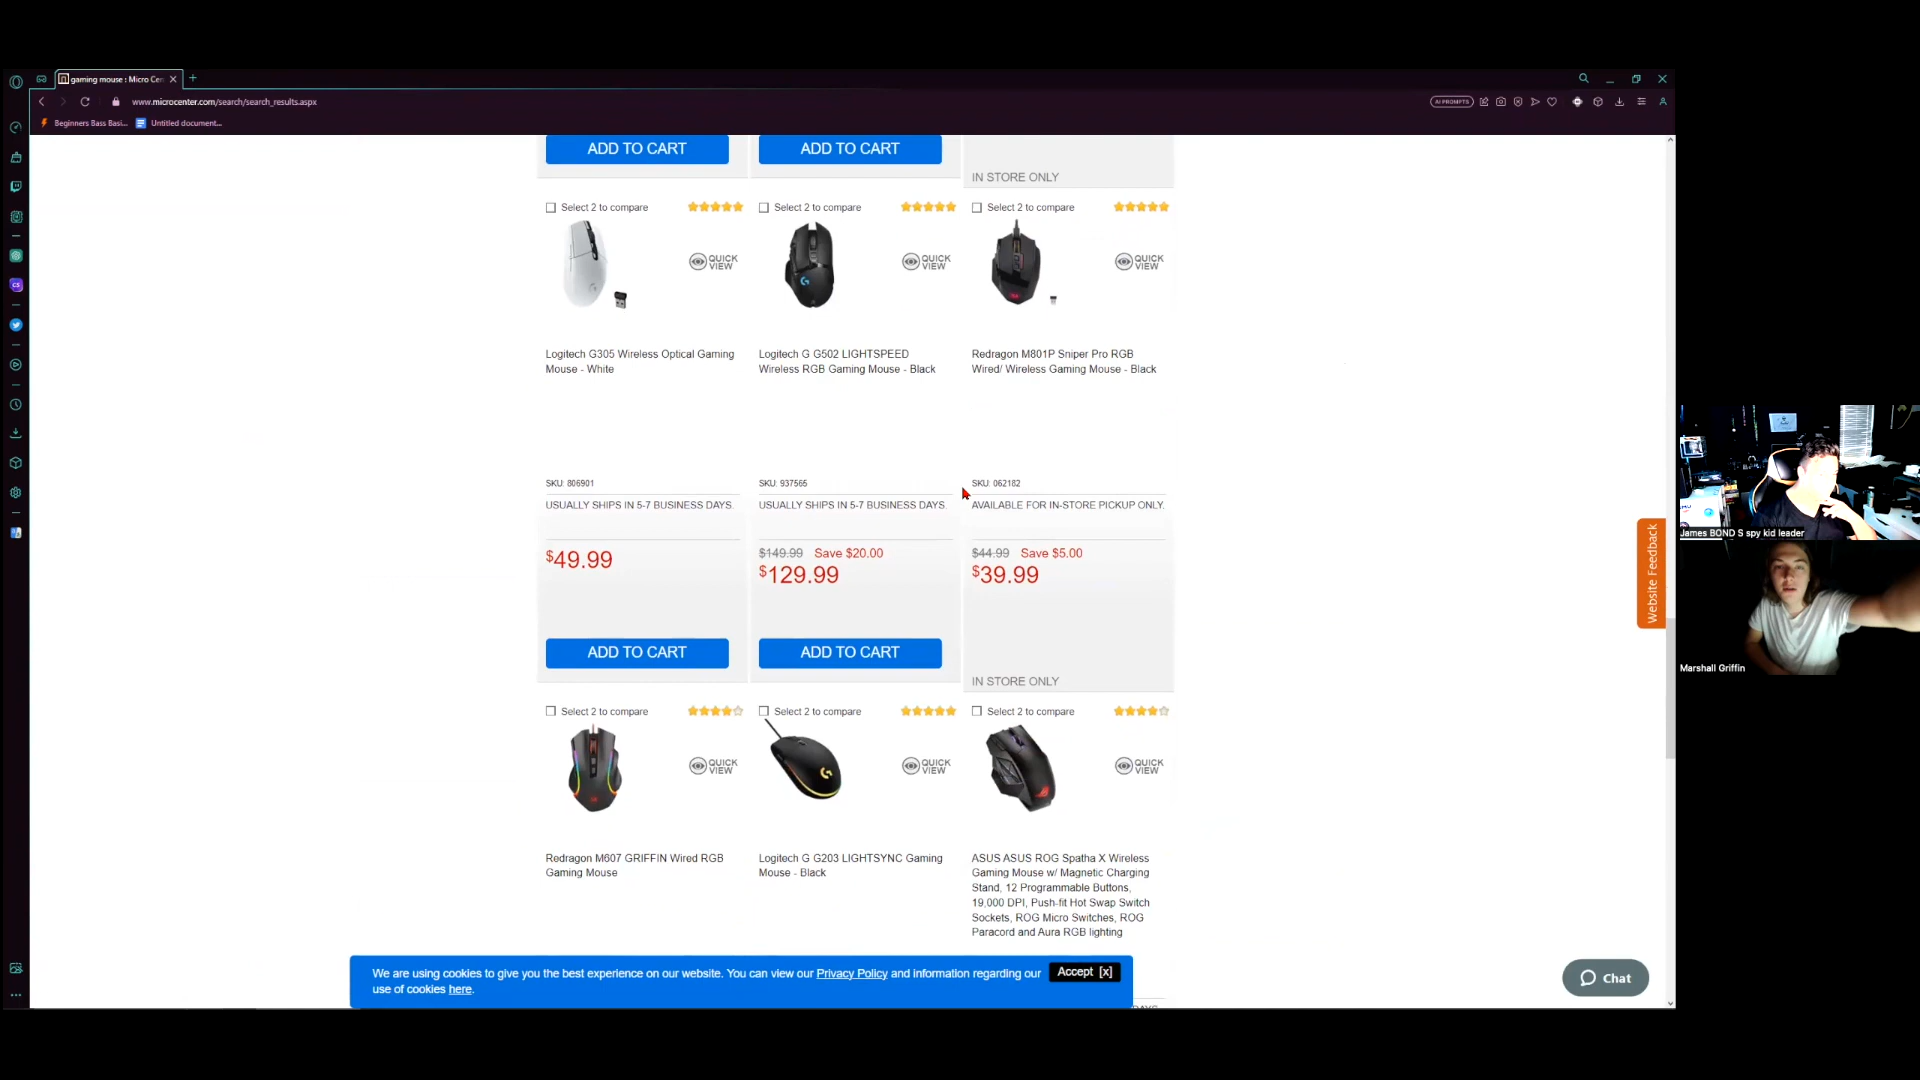 gaming mouse : Micro Cen
www.microcenter.com/search/search_results.aspx
AI PROMPTS
Beginners Bass Basi...
Untitled document...
ADD TO CART
ADD TO CART
IN STORE ONLY
Select 2 to compare
Select 2 to compare
Select 2 to compare
QUICK
VIEW
QUICK
VIEW
QUICK
VIEW
Logitech G305 Wireless Optical Gaming
Mouse - White
Logitech G G502 LIGHTSPEED
Wireless RGB Gaming Mouse - Black
Redragon M801P Sniper Pro RGB
Wired/ Wireless Gaming Mouse - Black
SKU: 806901
SKU: 937565
SKU: 062182
USUALLY SHIPS IN 5-7 BUSINESS DAYS.
USUALLY SHIPS IN 5-7 BUSINESS DAYS.
AVAILABLE FOR IN-STORE PICKUP ONLY.
$49.99
$149.99 Save $20.00
$129.99
$44.99 Save $5.00
$39.99
ADD TO CART
ADD TO CART
IN STORE ONLY
Select 2 to compare
Select 2 to compare
Select 2 to compare
QUICK
VIEW
QUICK
VIEW
QUICK
VIEW
Redragon M607 GRIFFIN Wired RGB
Gaming Mouse
Logitech G G203 LIGHTSYNC Gaming
Mouse - Black
ASUS ASUS ROG Spatha X Wireless
Gaming Mouse w/ Magnetic Charging
Stand, 12 Programmable Buttons,
19,000 DPI, Push-fit Hot Swap Switch
Sockets, ROG Micro Switches, ROG
Paracord and Aura RGB lighting
We are using cookies to give you the best experience on our website. You can view our Privacy Policy and information regarding our
use of cookies here.
Accept [x]
Website Feedback
Chat
James BOND S spy kid leader
Marshall Griffin